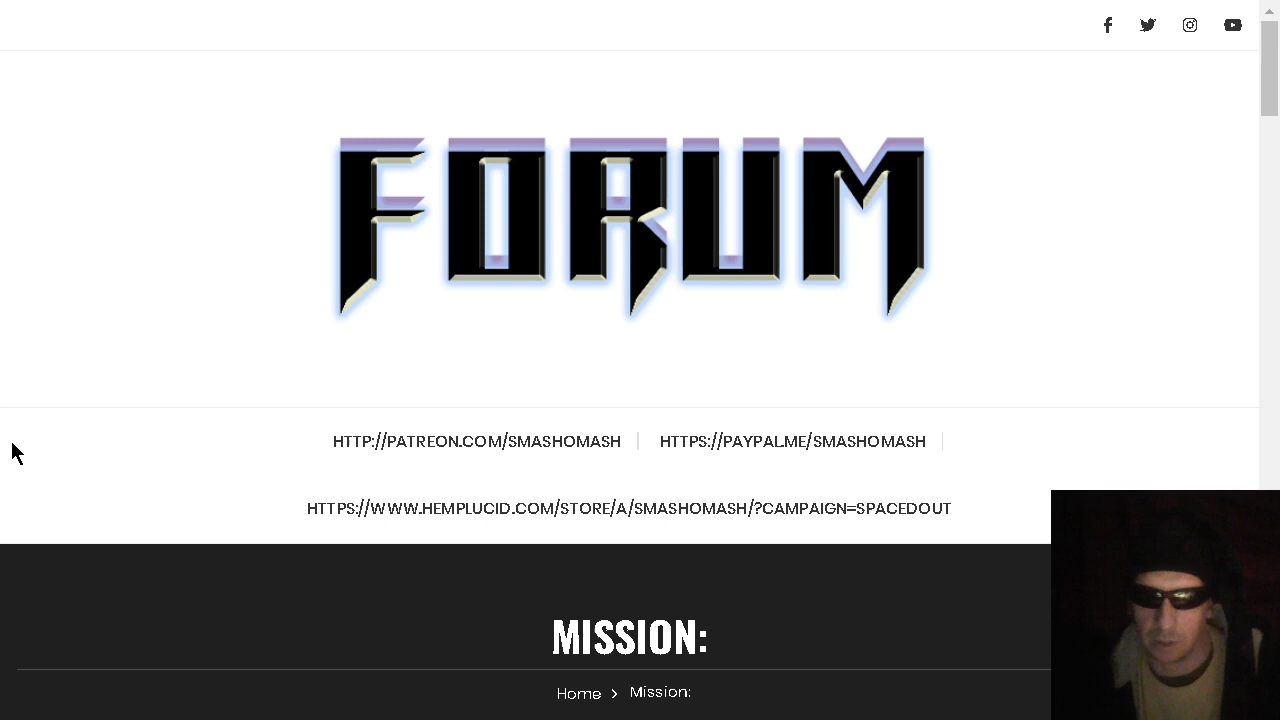 FORUM
HTTP://PATREON.COM/SMASHOMASH
HTTPS://PAYPAL.ME/SMASHOMASH
HTTPS://WWW.HEMPLUCID.COM/STORE/A/SMASHOMASH/?CAMPAIGN=SPACEDOUT
MISSION:
Home > Mission: